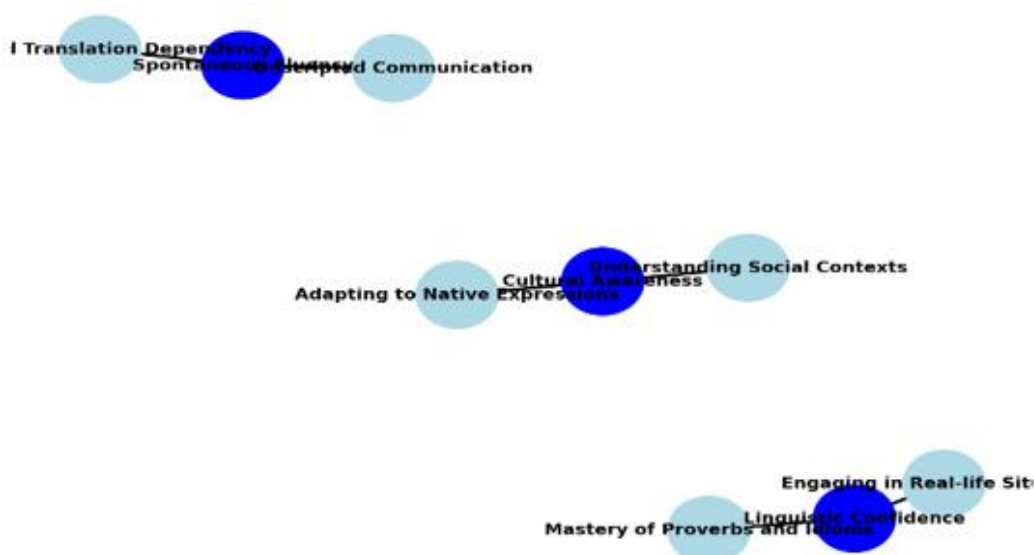 l Translation Dependency
Spontaneous Fluency
Communication
Understanding Social Contexts
Cultural Awareness
Adapting to Native Expressions
Engaging in Real-life Sit
Linguistic Confidence
Mastery of Proverbs and Idioms